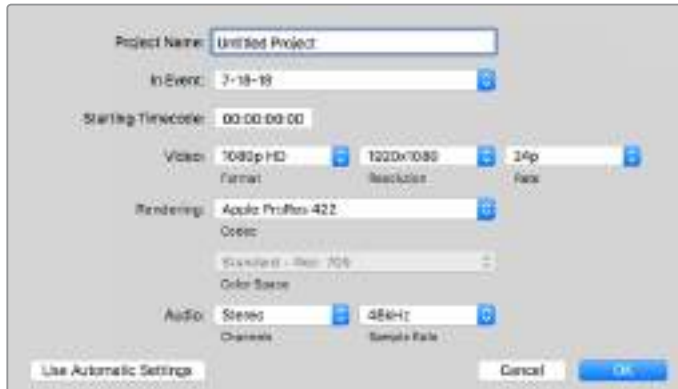 Project Name: Untitled Project
In Event: 7-18-18
Starting Timecode: 00:00:00:00
Video: 1080p HD 1920x1080 24p
Format Resolution Rate
Rendering: Apple ProRes 422
Codec
Standard - Rec. 709
Color Space
Audio: Stereo 48kHz
Channels Sample Rate
Use Automatic Settings Cancel OK